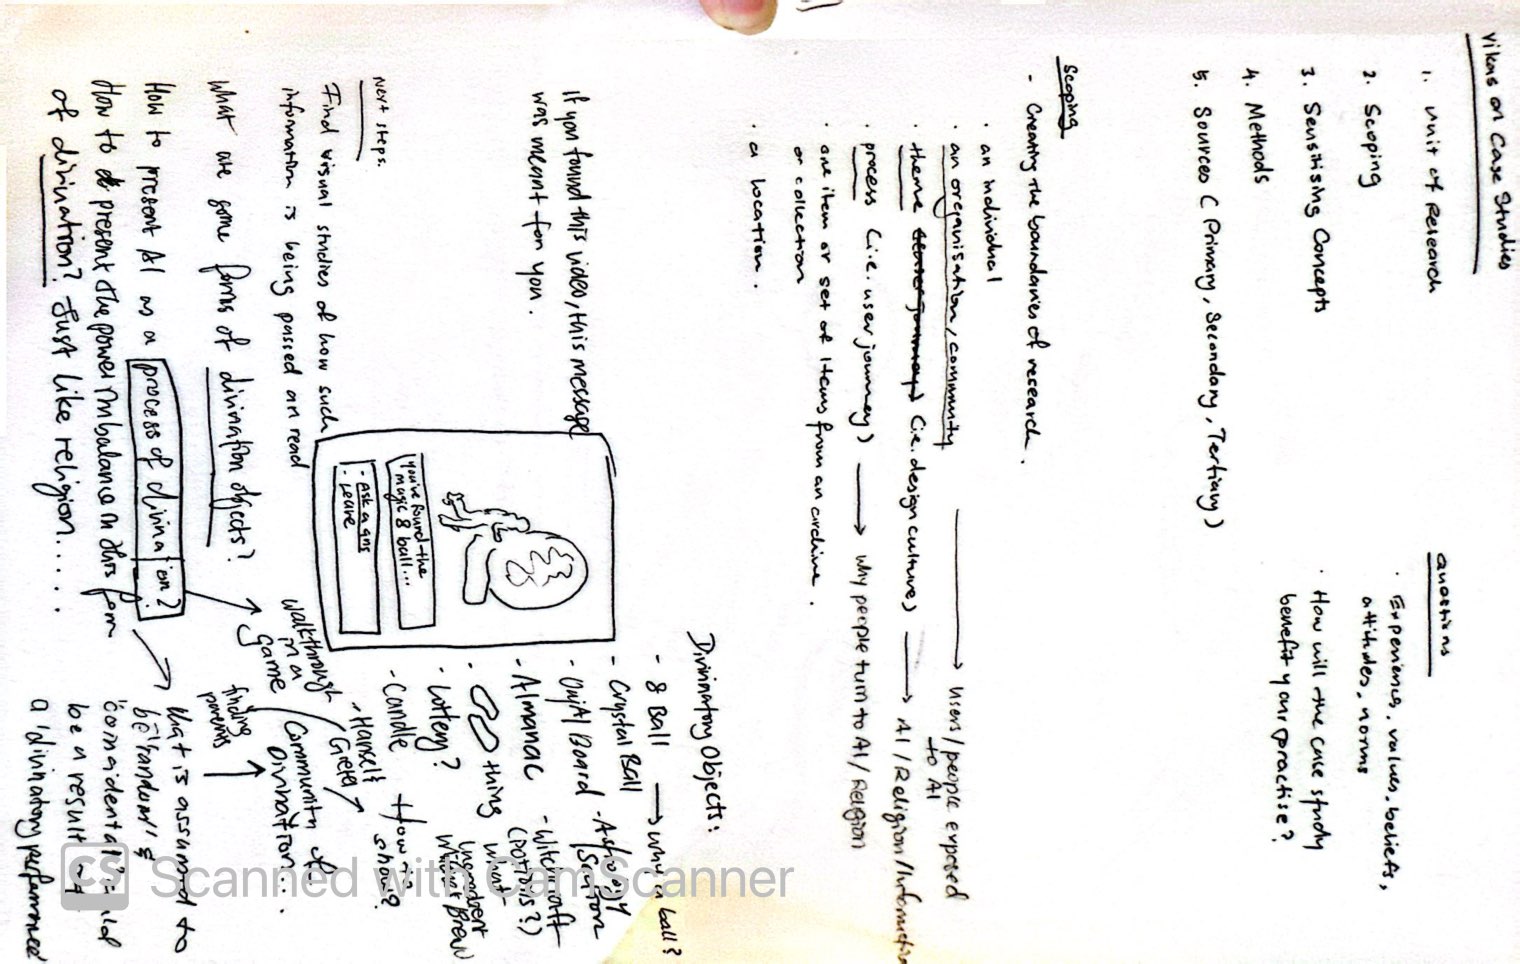 Vikas on Case Studies
1. Unit of Research
2. Scoping
3. Sensitising Concepts
4. Methods
5. Sources ( Primary, Secondary, Tertiary )
Questions
· Experience, values, beliefs,
attitudes, norms
· How will the case study
benefit your practise?
Scoping
- Creating the boundaries of research.
· an individual
· an organisation, community → users / people exposed
to AI
· theme (i.e. design culture) → AI / Religion / Informatio
· process (i.e. user journey) → why people turn to AI / Religion
· one item or set of items from an archive.
or collection
· a location.
Divinatory Objects:
- 8 Ball → why a ball?
- Crystal Ball
- OujAI Board
- Almanac
· thing
· Lottery?
- Candle
- Hansel &
Gretel
- Astrology
- Witchcraft
(potions?)
what
Ingredient
Brew
How to
show?
If you found this video, this message
was meant for you.
You've found the
magic 8 ball...
- Ask a qns
- Leave
Next steps.
Find visual studies of how such
information is being passed an read
What are some forms of divination objects?
How to present AI as a process of divination?
How to present the power imbalance in this form
of divination? Just like religion.....
walkthrough
in a
game
finding
parents
Community of
Divination...
that is assumed to
be 'random' &
'coincidental' could
be a result of
a 'divinatory performance'
Scanned with CamScanner
CS